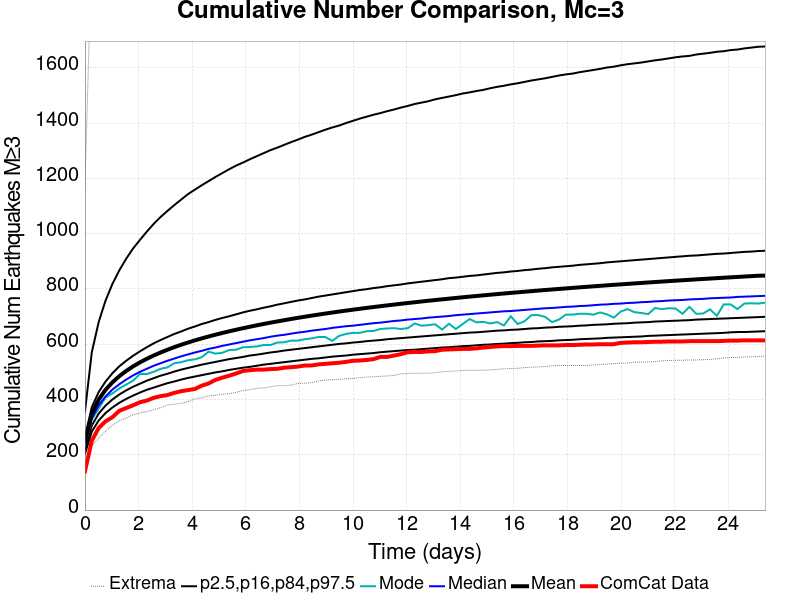 Cumulative Number Comparison, Mc=3
Cumulative Num Earthquakes M≥3
1600
1400
1200
1000
800
600
400
200
0
0 2 4 6 8 10 12 14 16 18 20 22 24
Time (days)
Extrema p2.5,p16,p84,p97.5 Mode Median Mean ComCat Data